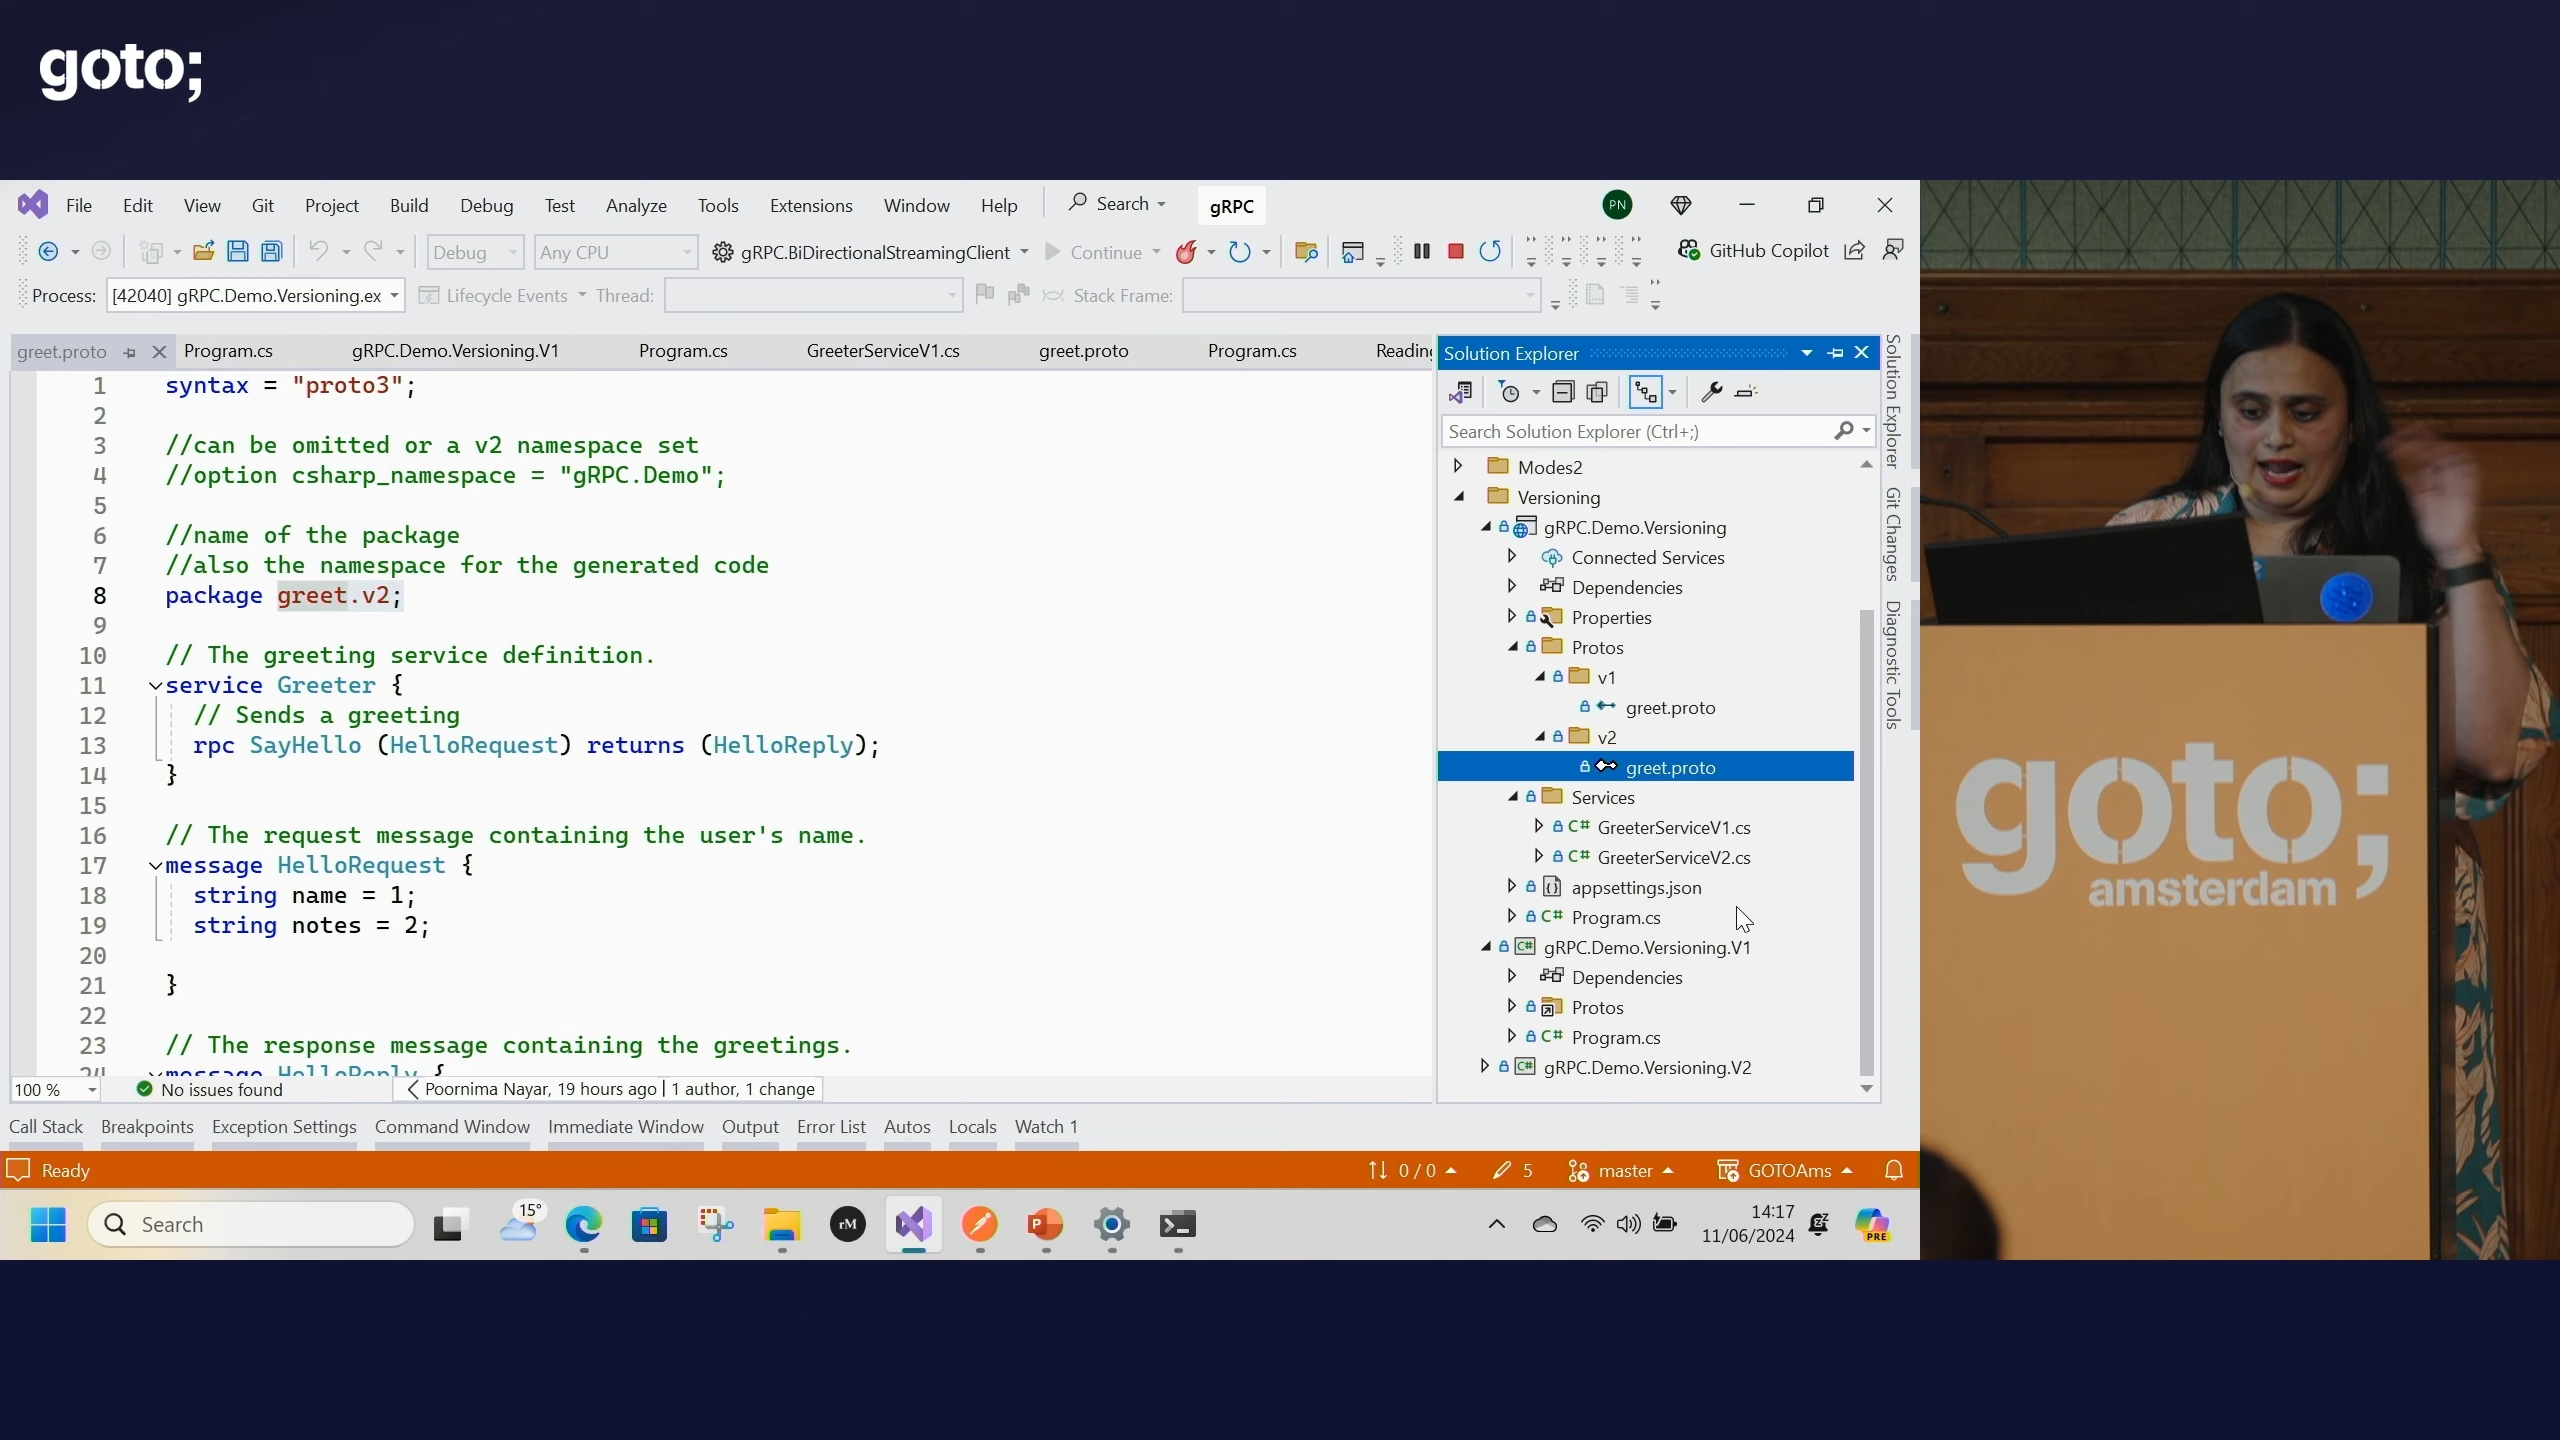 goto;
File Edit View Git Project Build Debug Test Analyze Tools Extensions Window Help Search gRPC PN
Debug Any CPU gRPC.BiDirectionalStreamingClient Continue GitHub Copilot
Process: [42040] gRPC.Demo.Versioning.ex Lifecycle Events Thread: Stack Frame:
greet.proto Program.cs gRPC.Demo.Versioning.V1 Program.cs GreeterServiceV1.cs greet.proto Program.cs Reading
1 syntax = "proto3";
2
3 //can be omitted or a v2 namespace set
4 //option csharp_namespace = "gRPC.Demo";
5
6 //name of the package
7 //also the namespace for the generated code
8 package greet.v2;
9
10 // The greeting service definition.
11 service Greeter {
12 // Sends a greeting
13 rpc SayHello (HelloRequest) returns (HelloReply);
14 }
15
16 // The request message containing the user's name.
17 message HelloRequest {
18 string name = 1;
19 string notes = 2;
20
21 }
22
23 // The response message containing the greetings.
24 message HelloReply {
100 % No issues found Poornima Nayar, 19 hours ago | 1 author, 1 change
Solution Explorer
Search Solution Explorer (Ctrl+;)
Modes2
Versioning
gRPC.Demo.Versioning
Connected Services
Dependencies
Properties
Protos
v1
greet.proto
v2
greet.proto
Services
C# GreeterServiceV1.cs
C# GreeterServiceV2.cs
appsettings.json
C# Program.cs
C# gRPC.Demo.Versioning.V1
Dependencies
Protos
C# Program.cs
C# gRPC.Demo.Versioning.V2
Solution Explorer
Git Changes
Diagnostic Tools
Call Stack Breakpoints Exception Settings Command Window Immediate Window Output Error List Autos Locals Watch 1
Ready 0 / 0 5 master GOTOAms
Search 15° rM P 14:17
11/06/2024 PRE
goto;
amsterdam